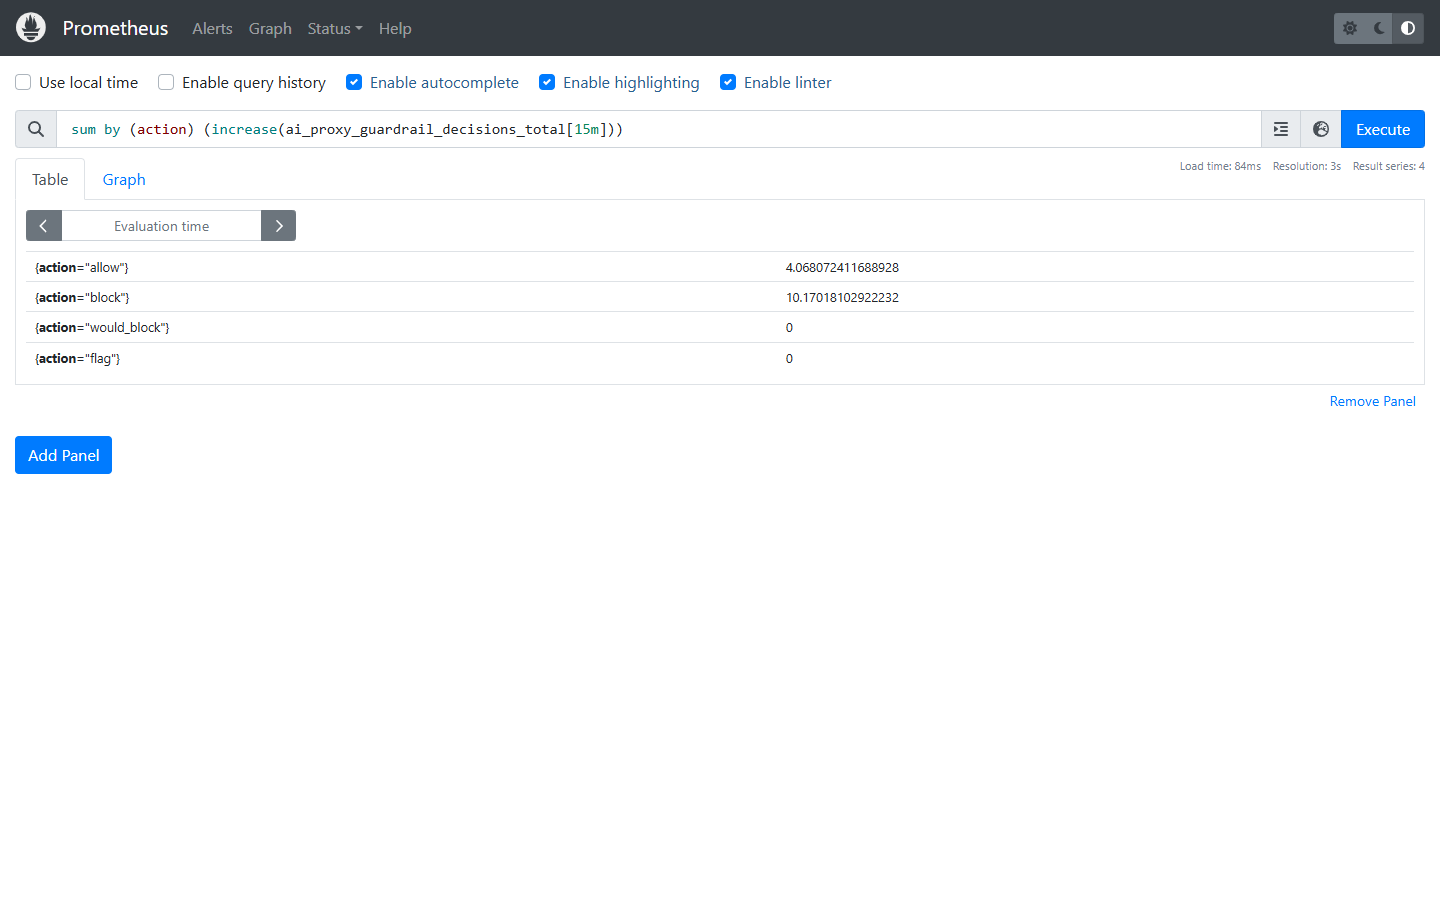 Prometheus Alerts Graph Status Help
Use local time Enable query history Enable autocomplete Enable highlighting Enable linter
sum by (action) (increase(ai_proxy_guardrail_decisions_total[15m])) Execute
Load time: 84ms Resolution: 3s Result series: 4
Table Graph
Evaluation time
{action="allow"} 4.068072411688928
{action="block"} 10.17018102922232
{action="would_block"} 0
{action="flag"} 0
Remove Panel
Add Panel